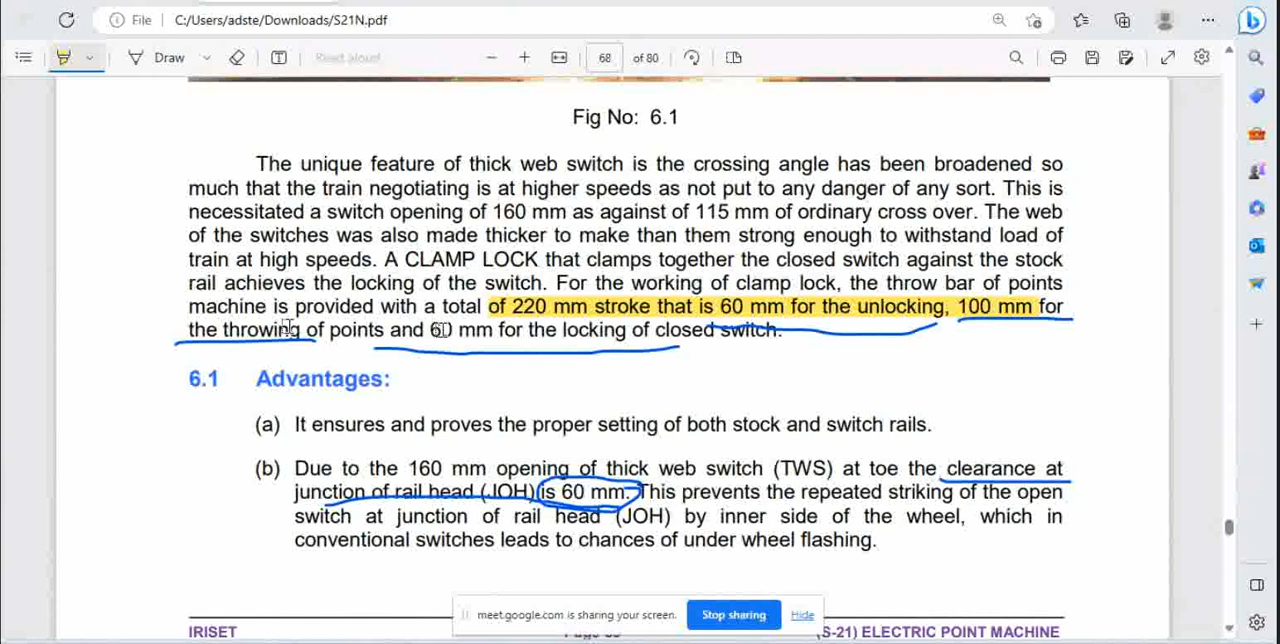 File
C:/Users/adste/Downloads/S21N.pdf
Draw
Read aloud
68
of 80
Fig No: 6.1
The unique feature of thick web switch is the crossing angle has been broadened so
much that the train negotiating is at higher speeds as not put to any danger of any sort. This is
necessitated a switch opening of 160 mm as against of 115 mm of ordinary cross over. The web
of the switches was also made thicker to make than them strong enough to withstand load of
train at high speeds. A CLAMP LOCK that clamps together the closed switch against the stock
rail achieves the locking of the switch. For the working of clamp lock, the throw bar of points
machine is provided with a total of 220 mm stroke that is 60 mm for the unlocking, 100 mm for
the throwing of points and 60 mm for the locking of closed switch.
6.1 Advantages:
(a) It ensures and proves the proper setting of both stock and switch rails.
(b) Due to the 160 mm opening of thick web switch (TWS) at toe the clearance at
junction of rail head (JOH) is 60 mm. This prevents the repeated striking of the open
switch at junction of rail head (JOH) by inner side of the wheel, which in
conventional switches leads to chances of under wheel flashing.
meet.google.com is sharing your screen.
Stop sharing
Hide
IRISET
(S-21) ELECTRIC POINT MACHINE